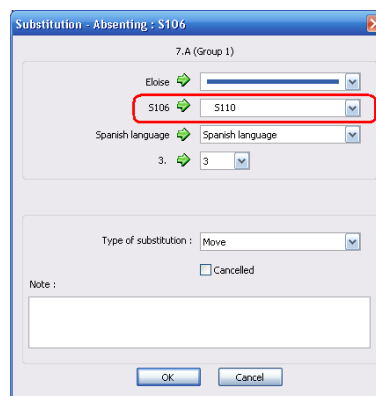 Substitution - Absenting : S106
7.A (Group 1)
Eloise
S106 S110
Spanish language Spanish language
3. 3
Type of substitution : Move
Cancelled
Note :
OK Cancel